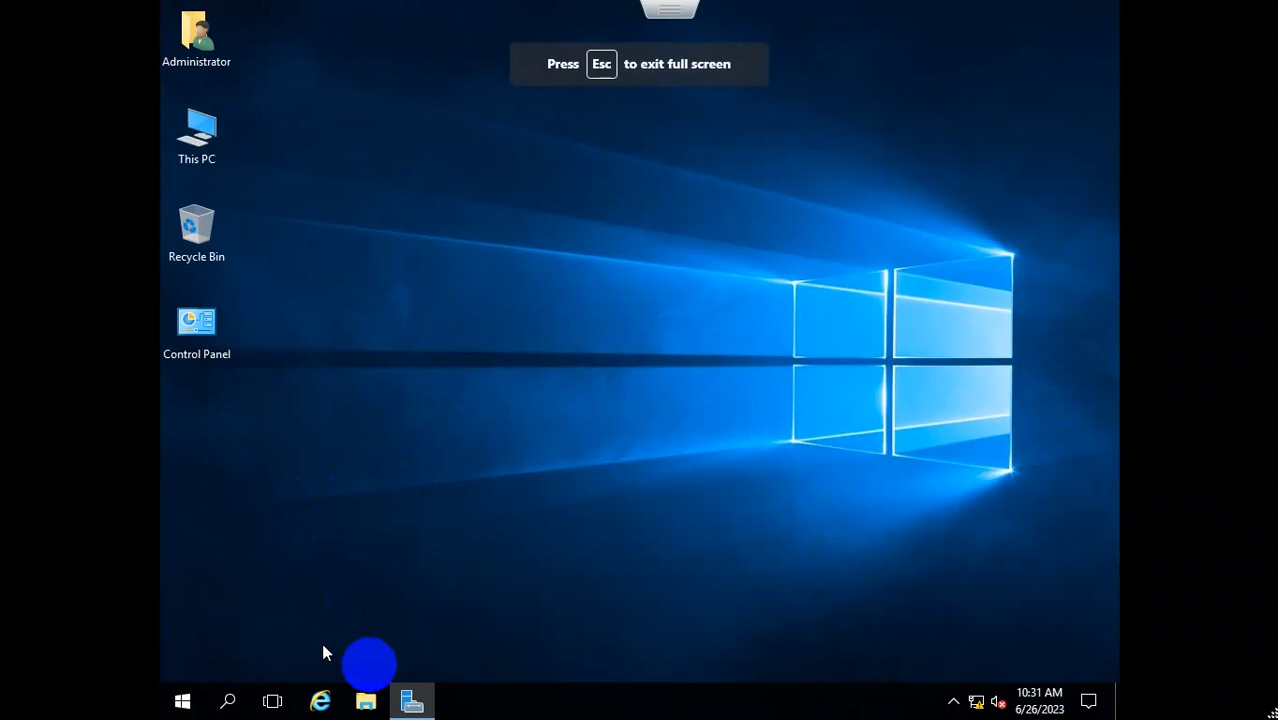 Administrator
Press Esc to exit full screen
This PC
Recycle Bin
Control Panel
10:31 AM
6/26/2023